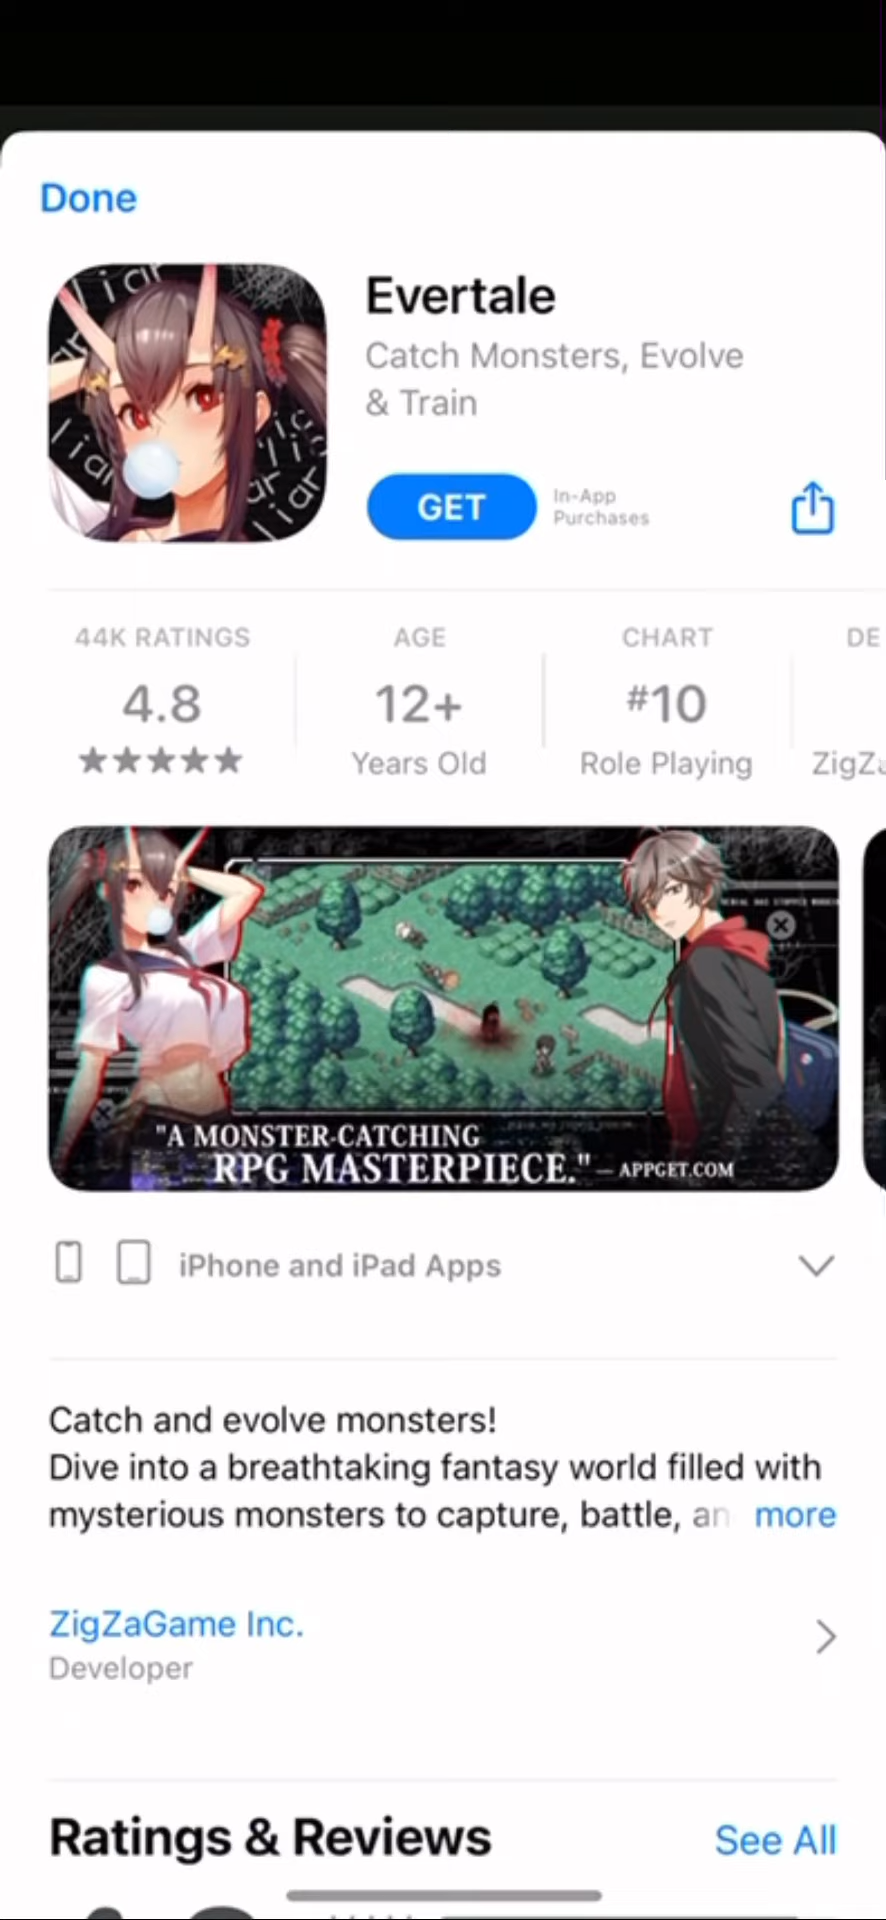 Done
Evertale
Catch Monsters, Evolve
& Train
GET
In-App
Purchases
44K RATINGS
4.8
AGE
12+
Years Old
CHART
#10
Role Playing
DE
ZigZa
"A MONSTER-CATCHING
RPG MASTERPIECE." — APPGET.COM
iPhone and iPad Apps
Catch and evolve monsters!
Dive into a breathtaking fantasy world filled with
mysterious monsters to capture, battle, an more
ZigZaGame Inc.
Developer
Ratings & Reviews
See All